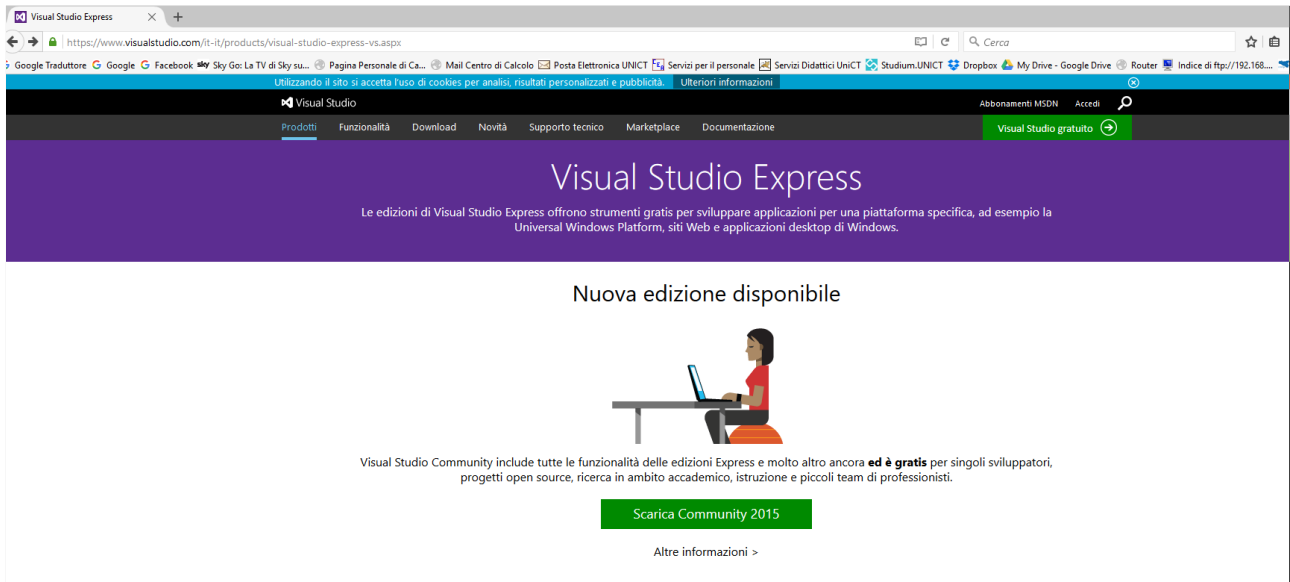 Visual Studio Express
https://www.visualstudio.com/it-it/products/visual-studio-express-vs.aspx
Cerca
Google Traduttore Google Facebook sky Sky Go: La TV di Sky su... Pagina Personale di Ca... Mail Centro di Calcolo Posta Elettronica UNICT Servizi per il personale Servizi Didattici UniCT Studium.UNICT Dropbox My Drive - Google Drive Router Indice di ftp://192.168....
Utilizzando il sito si accetta l'uso di cookies per analisi, risultati personalizzati e pubblicità. Ulteriori informazioni
Visual Studio
Abbonamenti MSDN Accedi
Prodotti Funzionalità Download Novità Supporto tecnico Marketplace Documentazione
Visual Studio gratuito
Visual Studio Express
Le edizioni di Visual Studio Express offrono strumenti gratis per sviluppare applicazioni per una piattaforma specifica, ad esempio la
Universal Windows Platform, siti Web e applicazioni desktop di Windows.
Nuova edizione disponibile
Visual Studio Community include tutte le funzionalità delle edizioni Express e molto altro ancora ed è gratis per singoli sviluppatori,
progetti open source, ricerca in ambito accademico, istruzione e piccoli team di professionisti.
Scarica Community 2015
Altre informazioni >